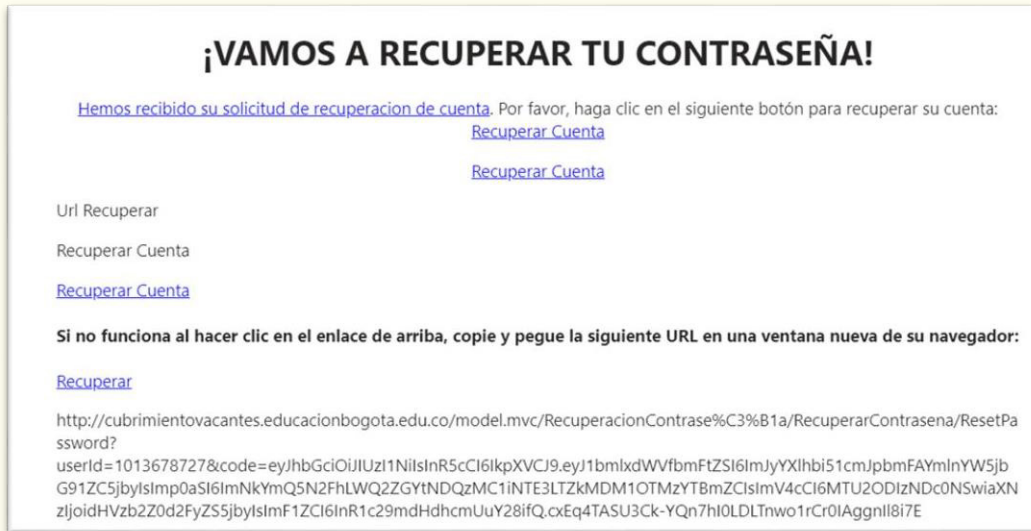 ¡VAMOS A RECUPERAR TU CONTRASEÑA!
Hemos recibido su solicitud de recuperacion de cuenta. Por favor, haga clic en el siguiente botón para recuperar su cuenta:
Recuperar Cuenta
Recuperar Cuenta
Url Recuperar
Recuperar Cuenta
Recuperar Cuenta
Si no funciona al hacer clic en el enlace de arriba, copie y pegue la siguiente URL en una ventana nueva de su navegador:
Recuperar
http://cubrimientovacantes.educacionbogota.edu.co/model.mvc/RecuperacionContrase%C3%B1a/RecuperarContrasena/ResetPa
ssword?
userId=1013678727&code=eyJhbGciOiJIUzI1NiIsInR5cCI6IkpXVCJ9.eyJ1bmlxdWVfbmFtZSI6ImJyYXlhbi51cmJpbmFAYmlnYW5jb
G91ZC5jbyIsImp0aSI6ImNkYmQ5N2FhLWQ2ZGYtNDQzMC1iNTE3LTZkMDM1OTMzYTBmZCIsImV4cCI6MTU2ODIzNDc0NSwiaXN
zIjoidHVzb2Z0d2FyZS5jbyIsImF1ZCI6InR1c29mdHdhcmUuY28ifQ.cxEq4TASU3Ck-YQn7hI0LDLTnwo1rCr0IAggnII8i7E